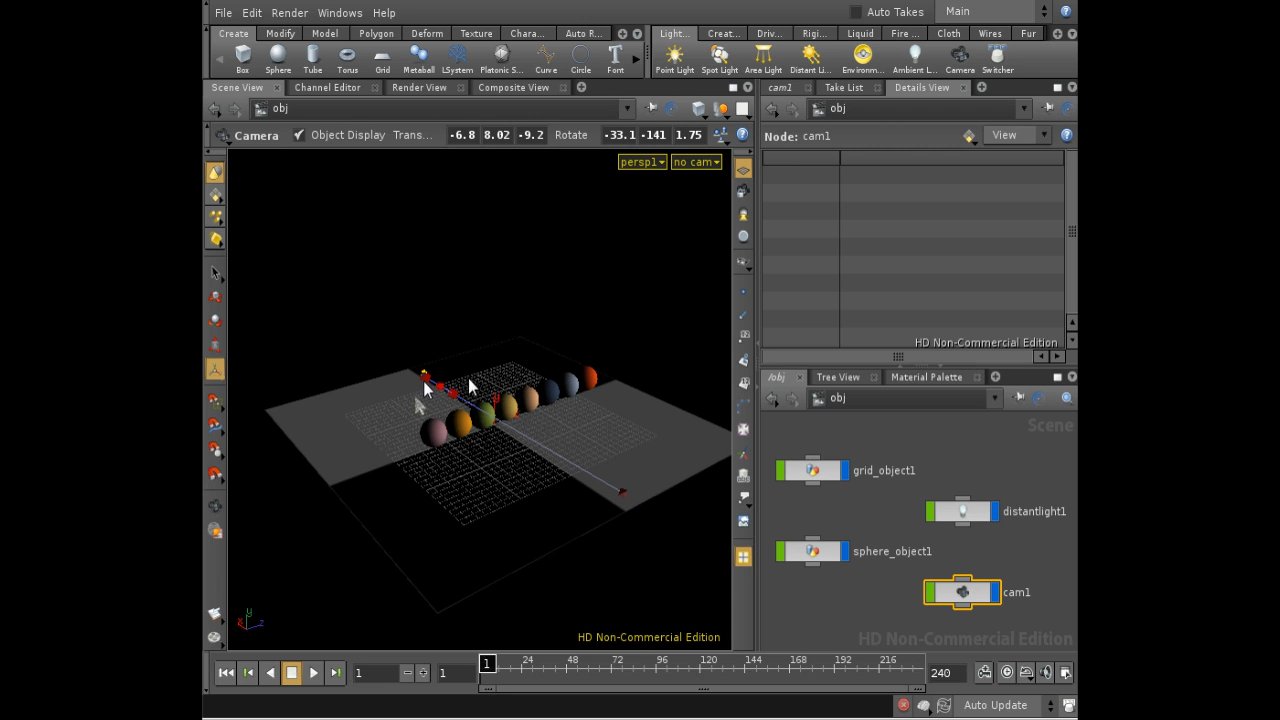 File Edit Render Windows Help Auto Takes Main
Create Modify Model Polygon Deform Texture Chara... Auto R... Light... Creat... Driv... Rigi... Liquid Fire ... Cloth Wires Fur
Box Sphere Tube Torus Grid Metaball LSystem Platonic S... Curve Circle Font Point Light Spot Light Area Light Distant Li... Environm... Ambient L... Camera Switcher
Scene View Channel Editor Render View Composite View cam1 Take List Details View
obj obj
Camera Object Display Trans... -6.8 8.02 -9.2 Rotate -33.1 -141 1.75 Node: cam1 View
persp1 no cam
HD Non-Commercial Edition
/obj Tree View Material Palette
obj
Scene
grid_object1
distantlight1
sphere_object1
cam1
HD Non-Commercial Edition
HD Non-Commercial Edition
1 1 1 24 48 72 96 120 144 168 192 216 240
Auto Update